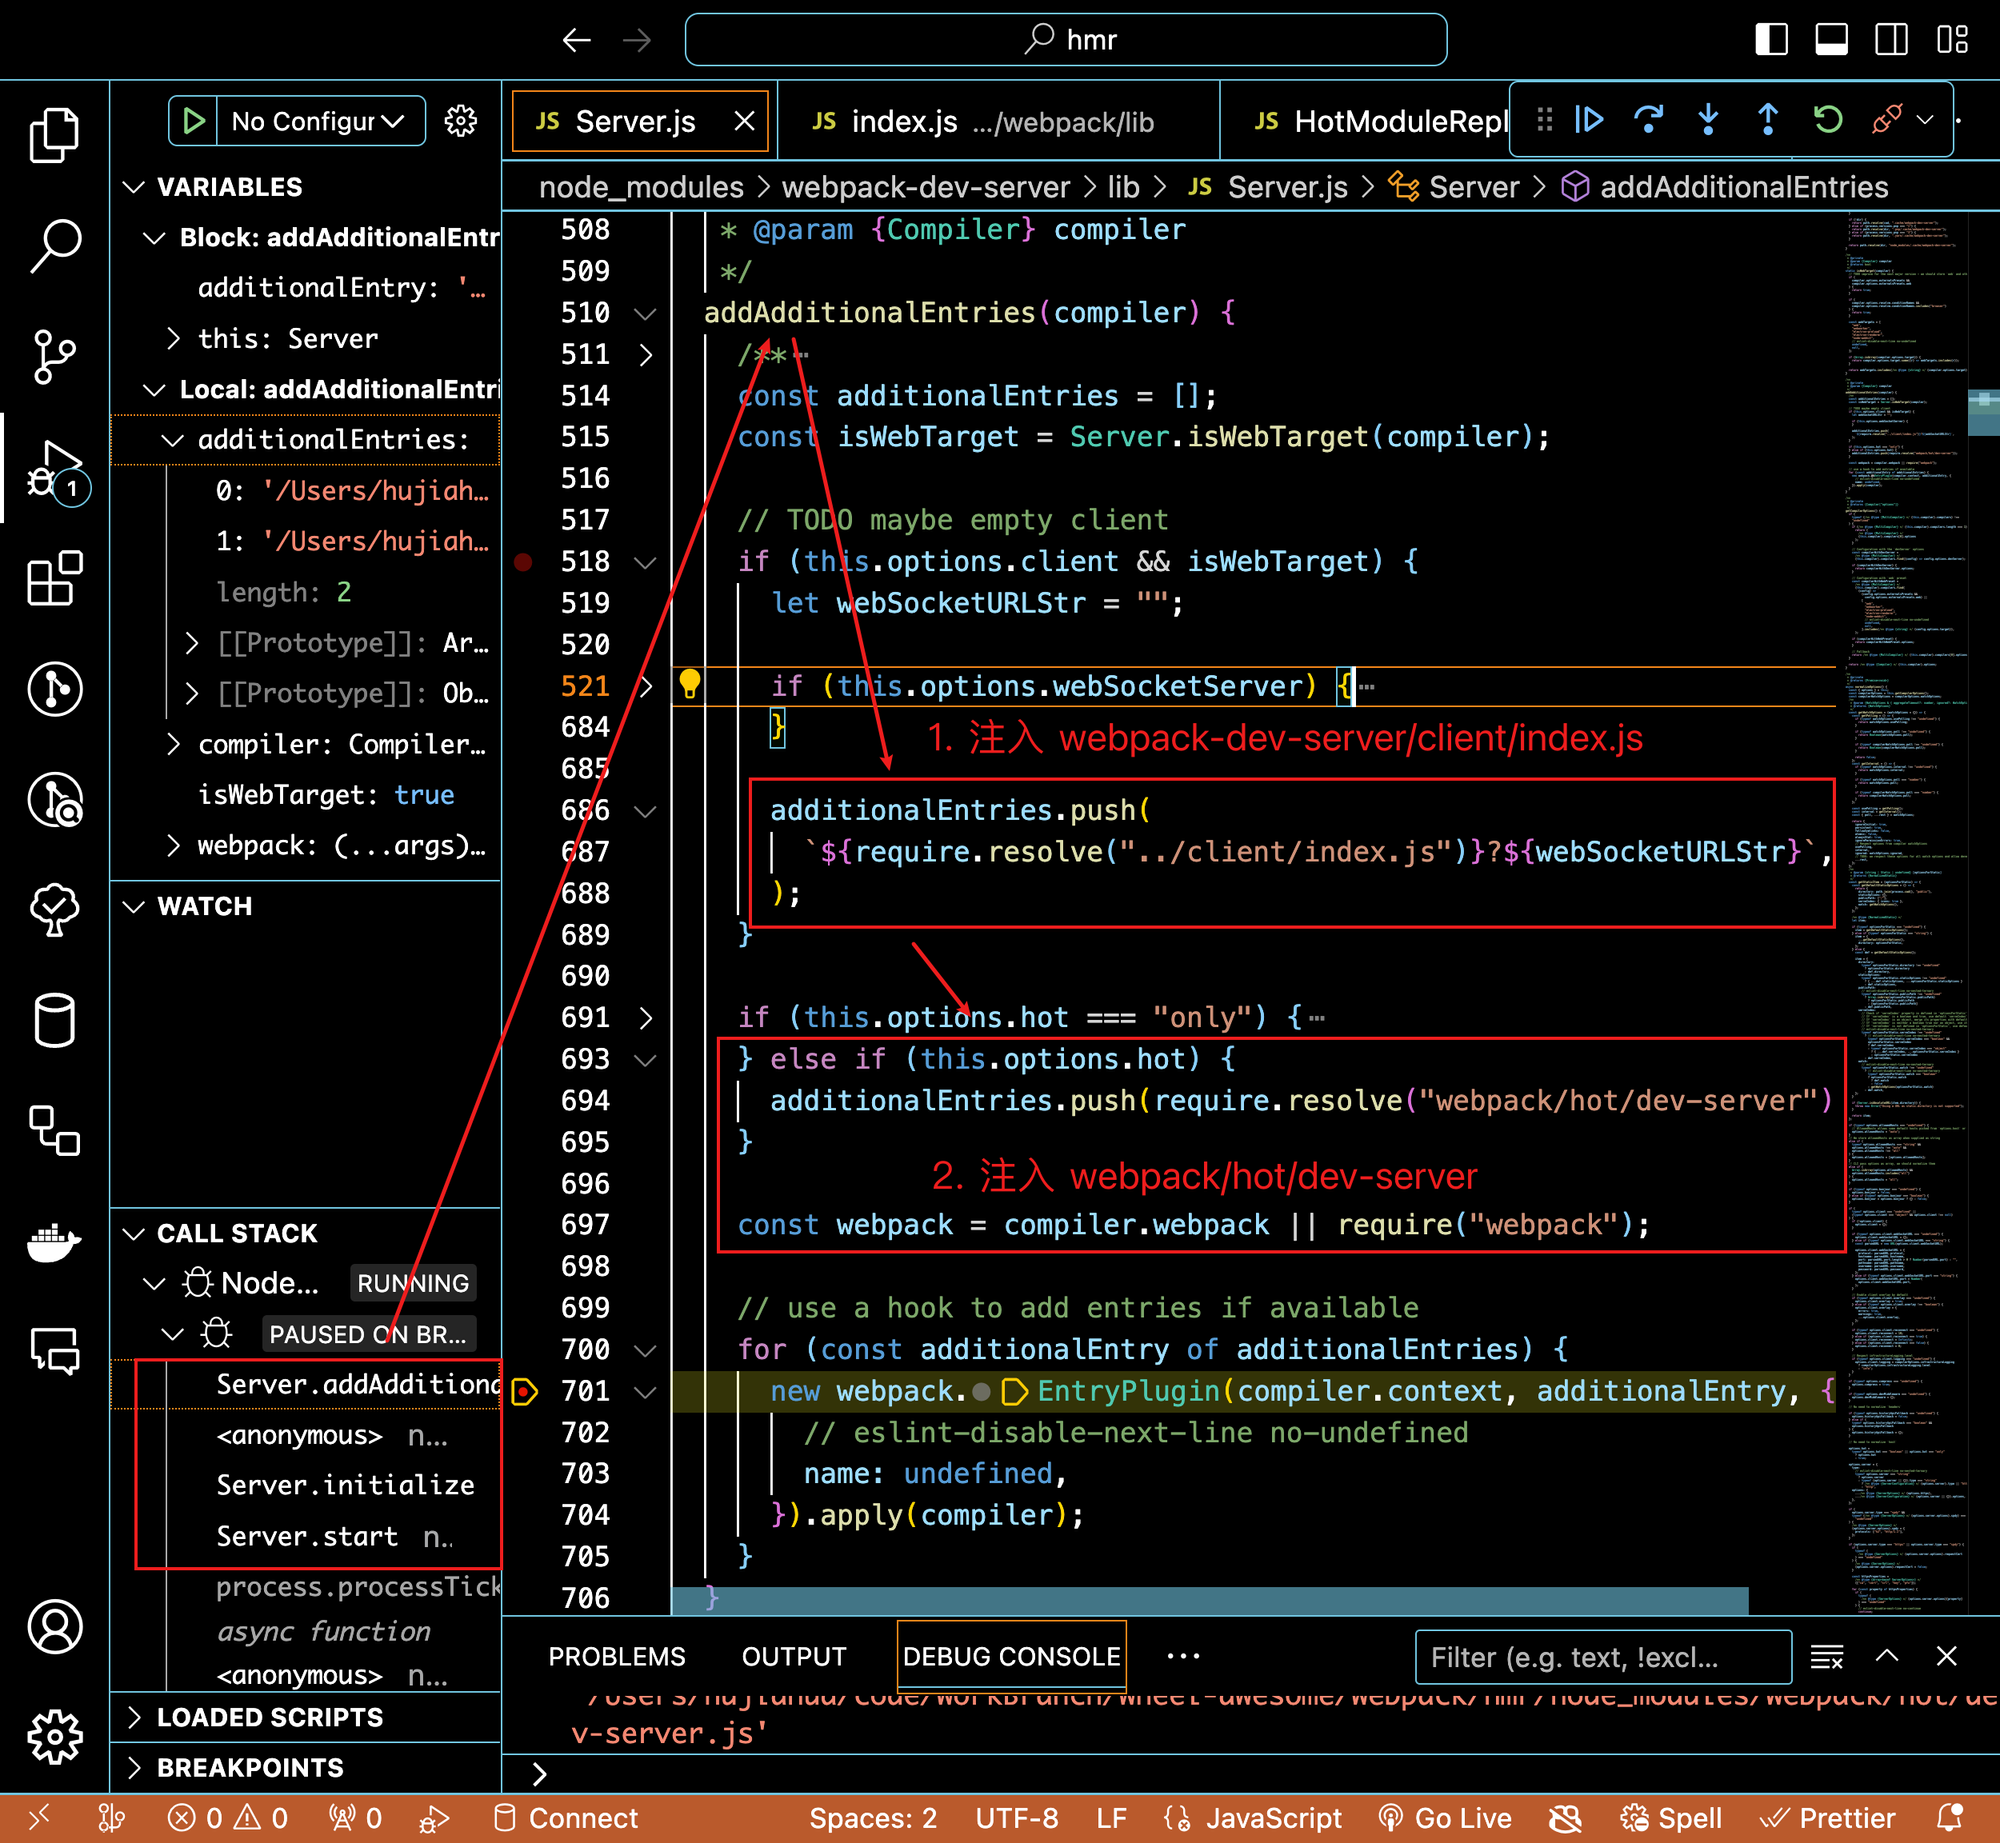 hmr
No Configur
JS Server.js
JS index.js .../webpack/lib
JS HotModuleRepl
node_modules > webpack-dev-server > lib > JS Server.js > Server > addAdditionalEntries
VARIABLES
Block: addAdditionalEntr
additionalEntry: '...
this: Server
Local: addAdditionalEntri
additionalEntries:
0: '/Users/hujiah...
1: '/Users/hujiah...
length: 2
[[Prototype]]: Ar...
[[Prototype]]: Ob...
compiler: Compiler...
isWebTarget: true
webpack: (...args)...
WATCH
CALL STACK
Node... RUNNING
PAUSED ON BR...
Server.addAdditiona
<anonymous> n...
Server.initialize
Server.start n..
process.processTick
async function
<anonymous> n...
LOADED SCRIPTS
BREAKPOINTS
508 * @param {Compiler} compiler
509 */
510 addAdditionalEntries(compiler) {
511 /** ...
514 const additionalEntries = [];
515 const isWebTarget = Server.isWebTarget(compiler);
516
517 // TODO maybe empty client
518 if (this.options.client && isWebTarget) {
519 let webSocketURLStr = "";
520
521 if (this.options.webSocketServer) {...
684 }
1. 注入 webpack-dev-server/client/index.js
685
686 additionalEntries.push(
687 `${require.resolve("../client/index.js")}?${webSocketURLStr}`,
688 );
689 }
690
691 if (this.options.hot === "only") {...
693 } else if (this.options.hot) {
694 additionalEntries.push(require.resolve("webpack/hot/dev-server")
695 }
2. 注入 webpack/hot/dev-server
696
697 const webpack = compiler.webpack || require("webpack");
698
699 // use a hook to add entries if available
700 for (const additionalEntry of additionalEntries) {
701 new webpack.EntryPlugin(compiler.context, additionalEntry, {
702 // eslint-disable-next-line no-undefined
703 name: undefined,
704 }).apply(compiler);
705 }
706 }
PROBLEMS OUTPUT DEBUG CONSOLE ...
Filter (e.g. text, !excl...
v-server.js'
1
0 0 0 Connect Spaces: 2 UTF-8 LF JavaScript Go Live Spell Prettier